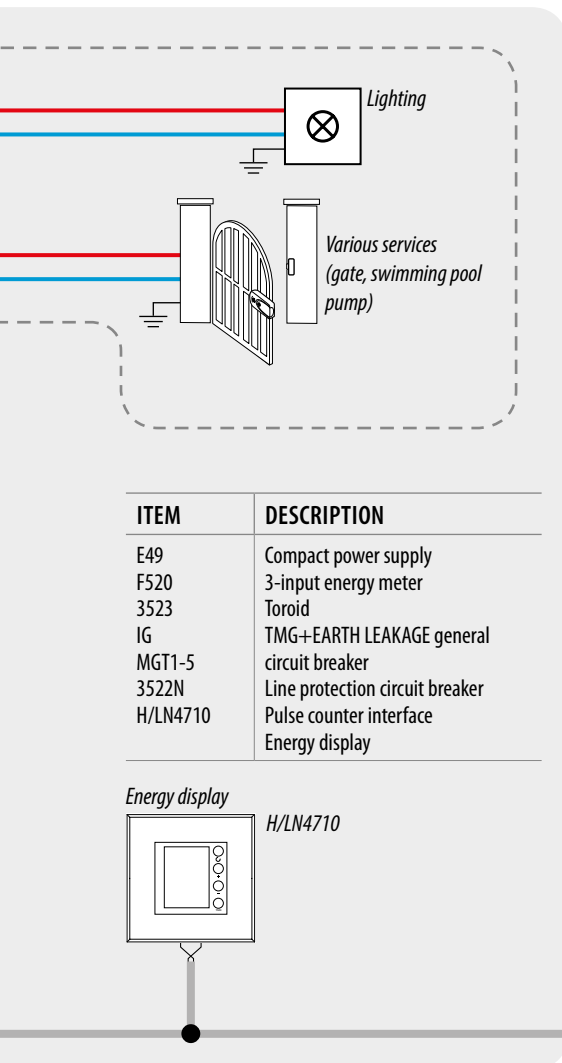 Lighting
Various services
(gate, swimming pool
pump)
ITEM DESCRIPTION
E49 Compact power supply
F520 3-input energy meter
3523 Toroid
IG TMG+EARTH LEAKAGE general
MGT1-5 circuit breaker
3522N Line protection circuit breaker
H/LN4710 Pulse counter interface
Energy display
Energy display
H/LN4710